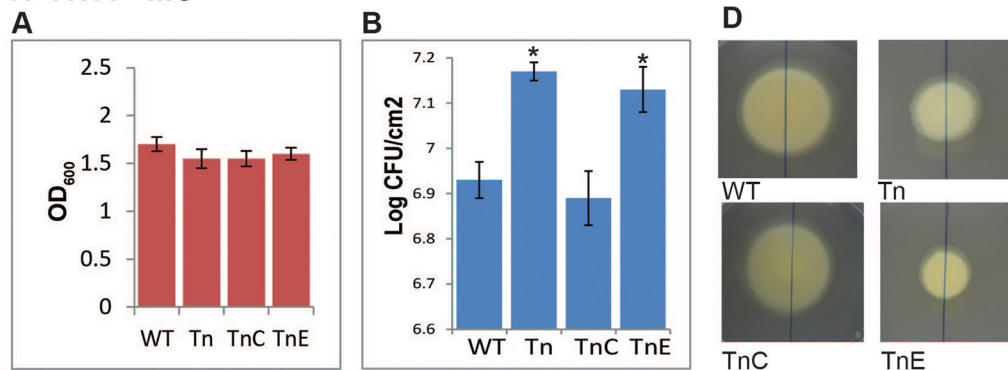 A
B
D
2.5
2
1.5
1
0.5
0
OD600
WT Tn TnC TnE
7.2
7.1
7
6.9
6.8
6.7
6.6
Log CFU/cm2
* *
WT Tn TnC TnE
WT Tn
TnC TnE